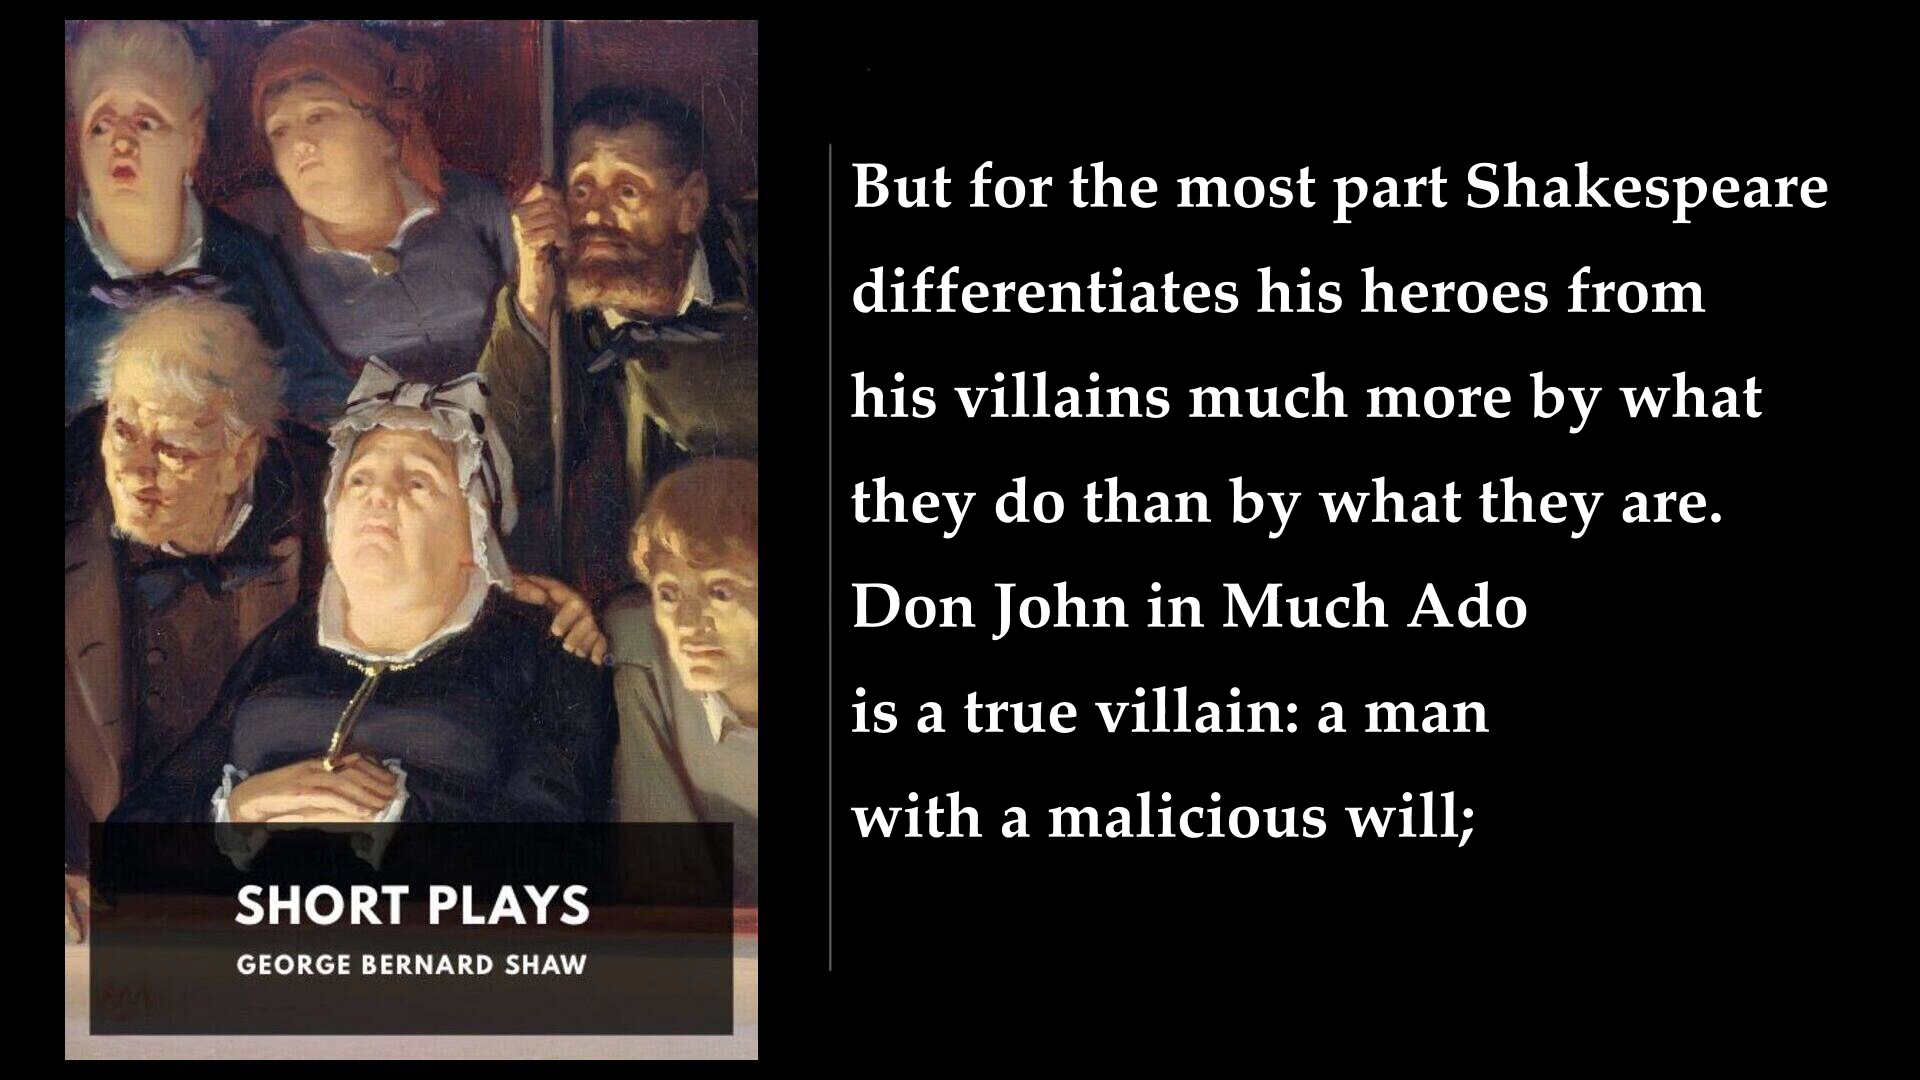 But for the most part Shakespeare
differentiates his heroes from
his villains much more by what
they do than by what they are.
Don John in Much Ado
is a true villain: a man
with a malicious will;
SHORT PLAYS
GEORGE BERNARD SHAW